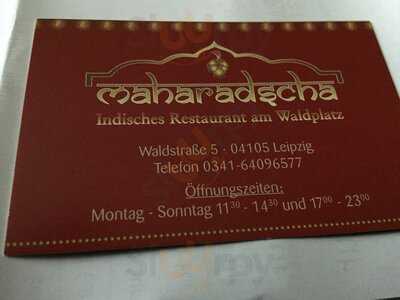 maharadscha
Indisches Restaurant am Waldplatz
Waldstraße 5 - 04105 Leipzig
Telefon 0341-64096577
Öffnungszeiten:
Montag - Sonntag 11³⁰ - 14³⁰ und 17⁰⁰ - 23⁰⁰